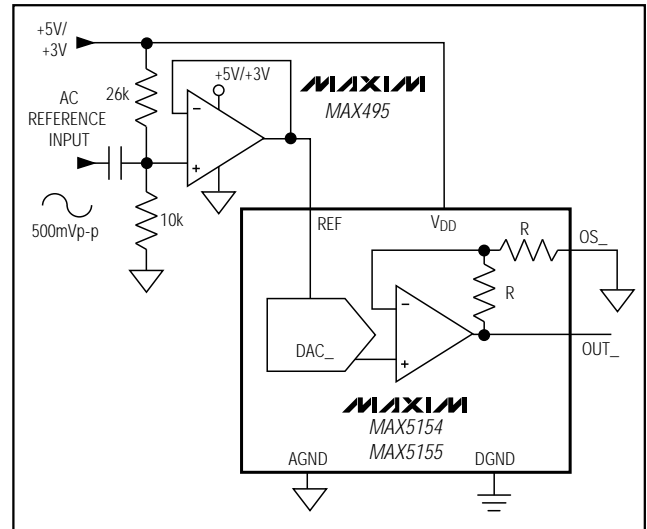 +5V/
+3V
26k
+5V/+3V
MAXIM
MAX495
AC
REFERENCE
INPUT
−
+
10k
500mVp-p
REF
VDD
R
OS_
R
−
+
DAC_
OUT_
MAXIM
MAX5154
MAX5155
AGND
DGND